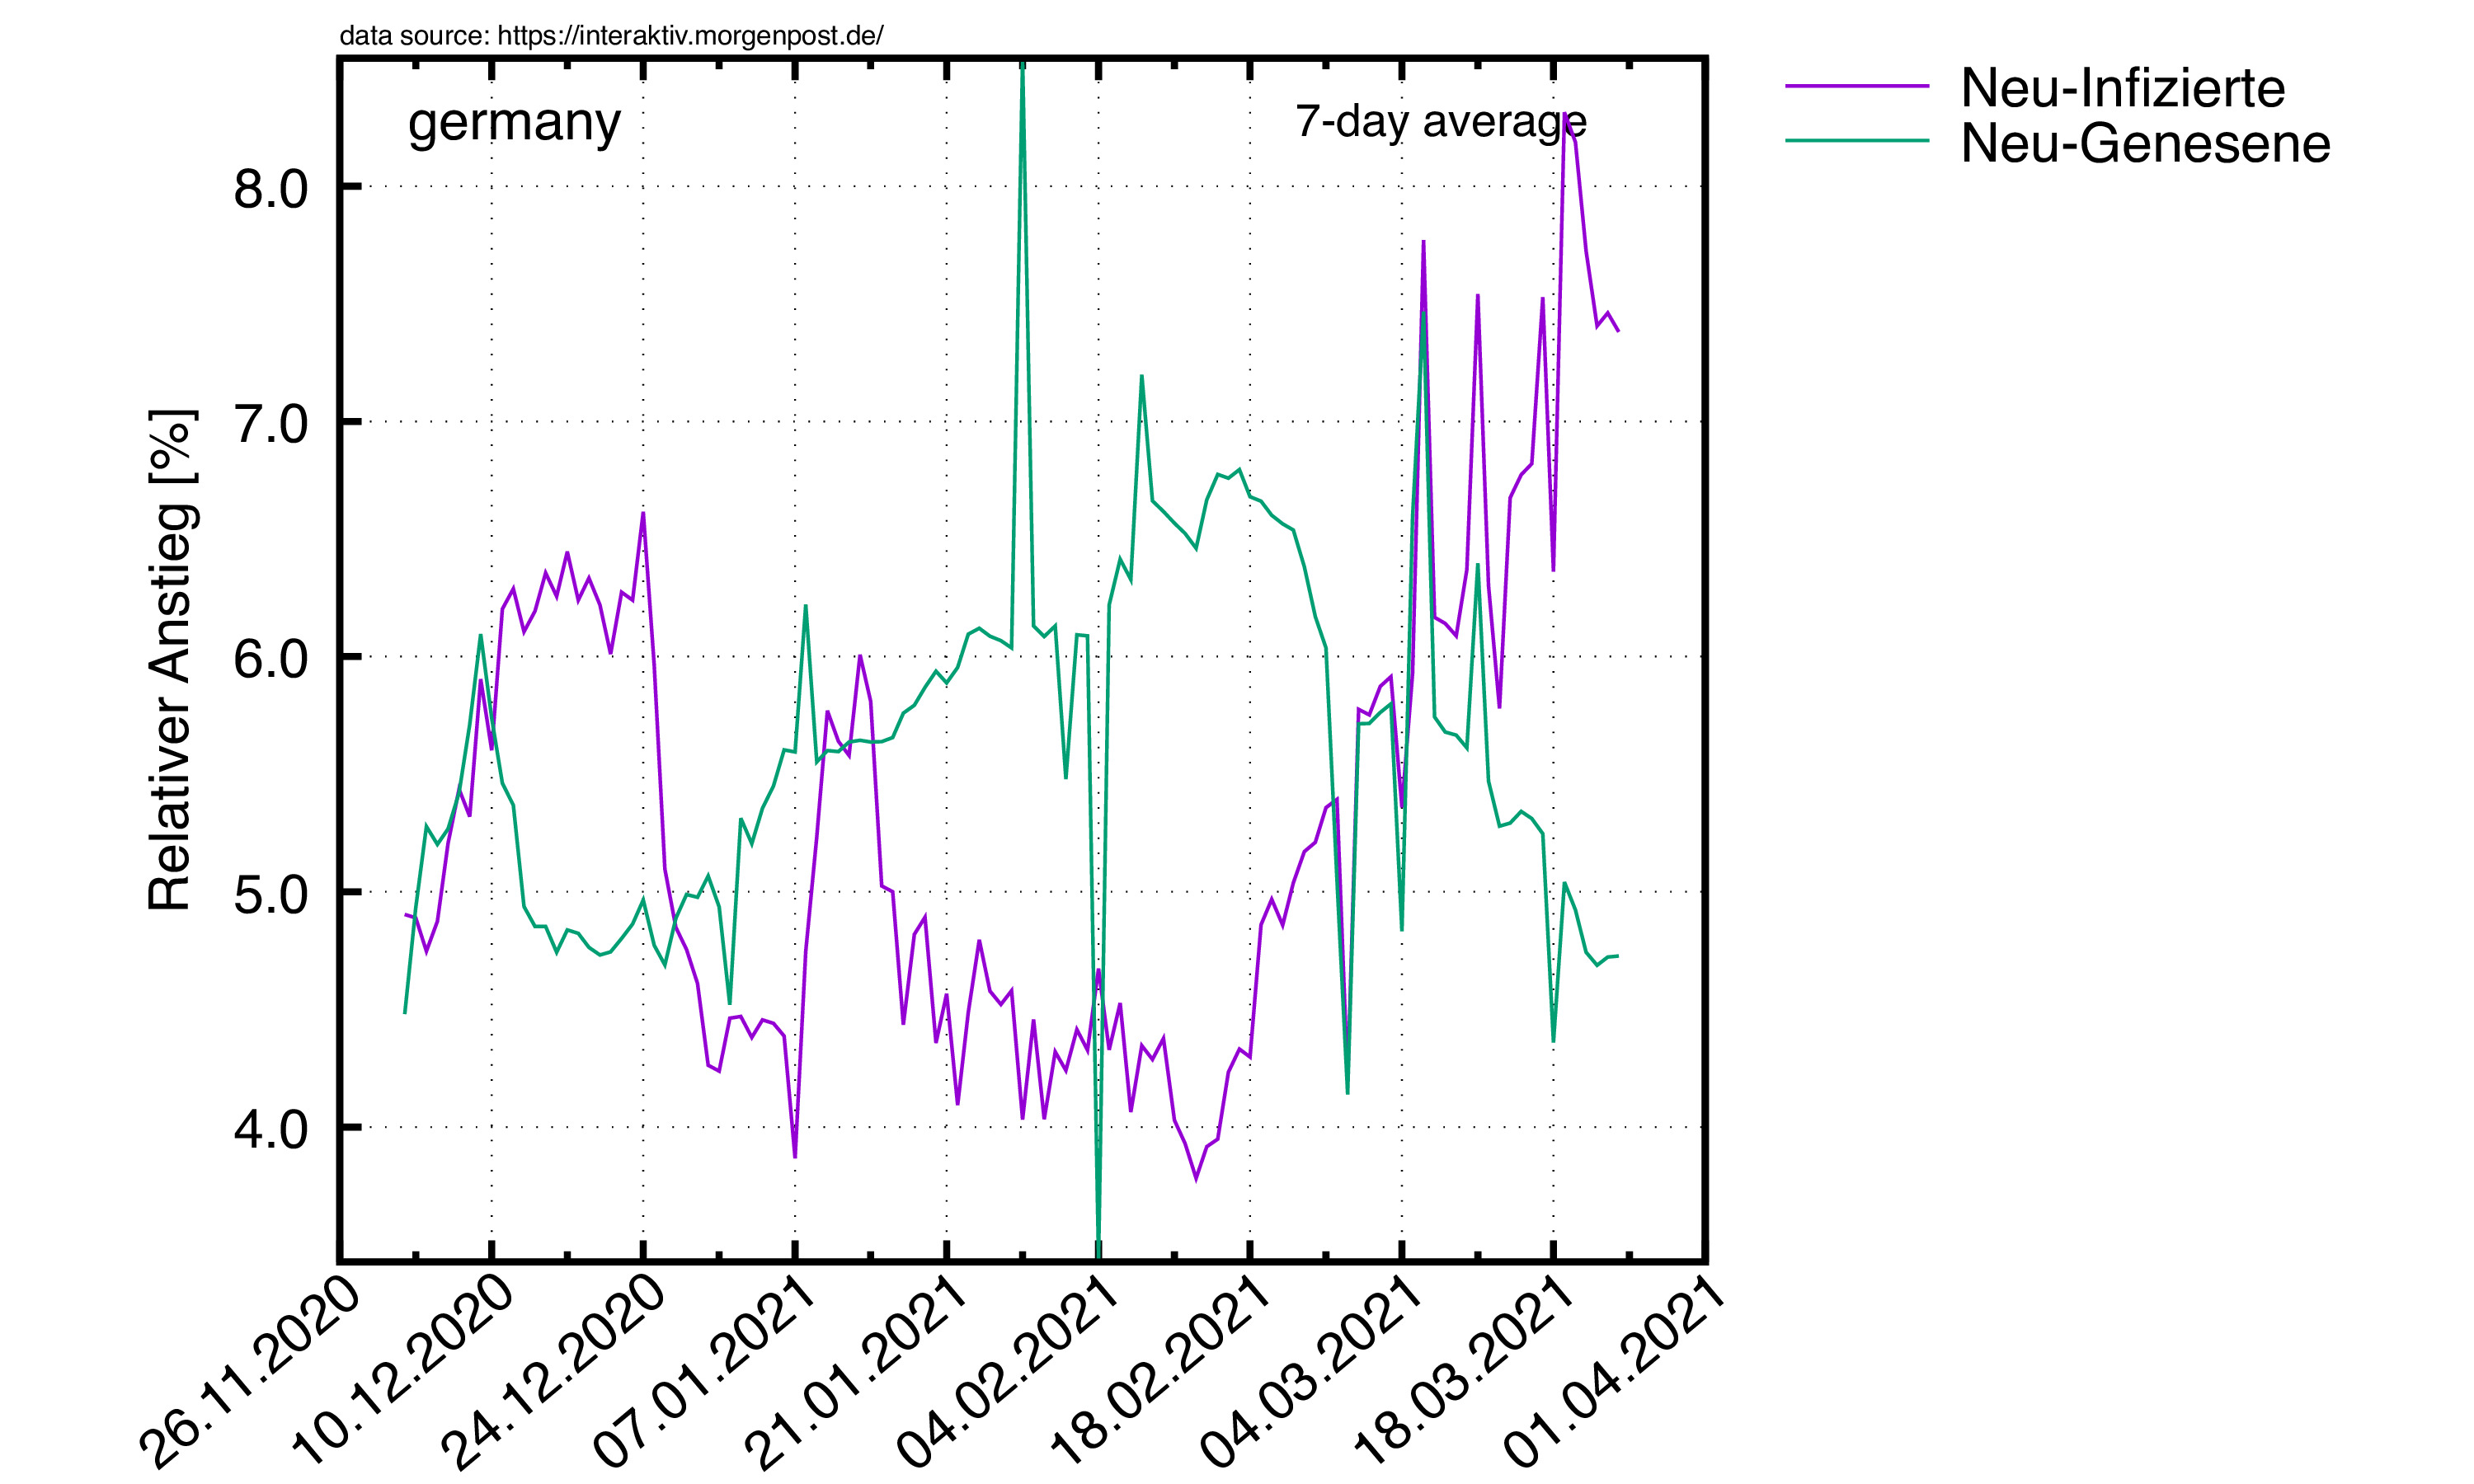 data source: https://interaktiv.morgenpost.de/
germany
7-day average
Neu-Infizierte
Neu-Genesene
Relativer Anstieg [%]
8.0
7.0
6.0
5.0
4.0
26.11.2020
10.12.2020
24.12.2020
07.01.2021
21.01.2021
04.02.2021
18.02.2021
04.03.2021
18.03.2021
01.04.2021